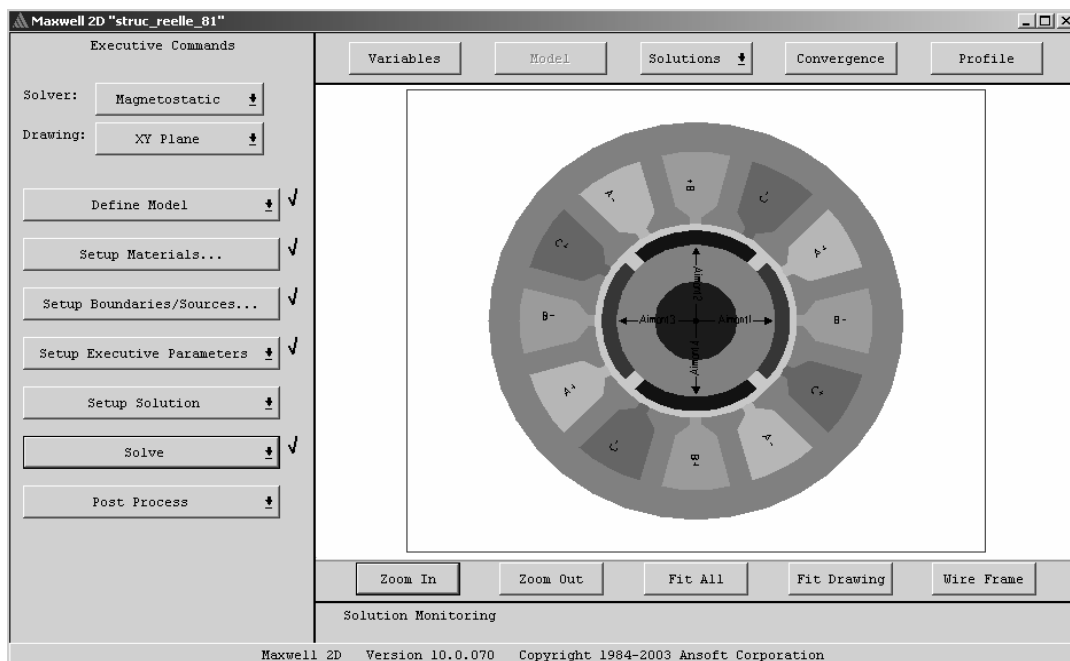 Maxwell 2D "struc_reelle_81"
Executive Commands
Solver: Magnetostatic
Drawing: XY Plane
Define Model
Setup Materials...
Setup Boundaries/Sources...
Setup Executive Parameters
Setup Solution
Solve
Post Process
Variables Model Solutions Convergence Profile
A-
B+
C-
C+
A+
B-
Aimant2
Aimant3
Aimant1
B-
A+
C+
C-
B+
A-
Zoom In Zoom Out Fit All Fit Drawing Wire Frame
Solution Monitoring
Maxwell 2D Version 10.0.070 Copyright 1984-2003 Ansoft Corporation